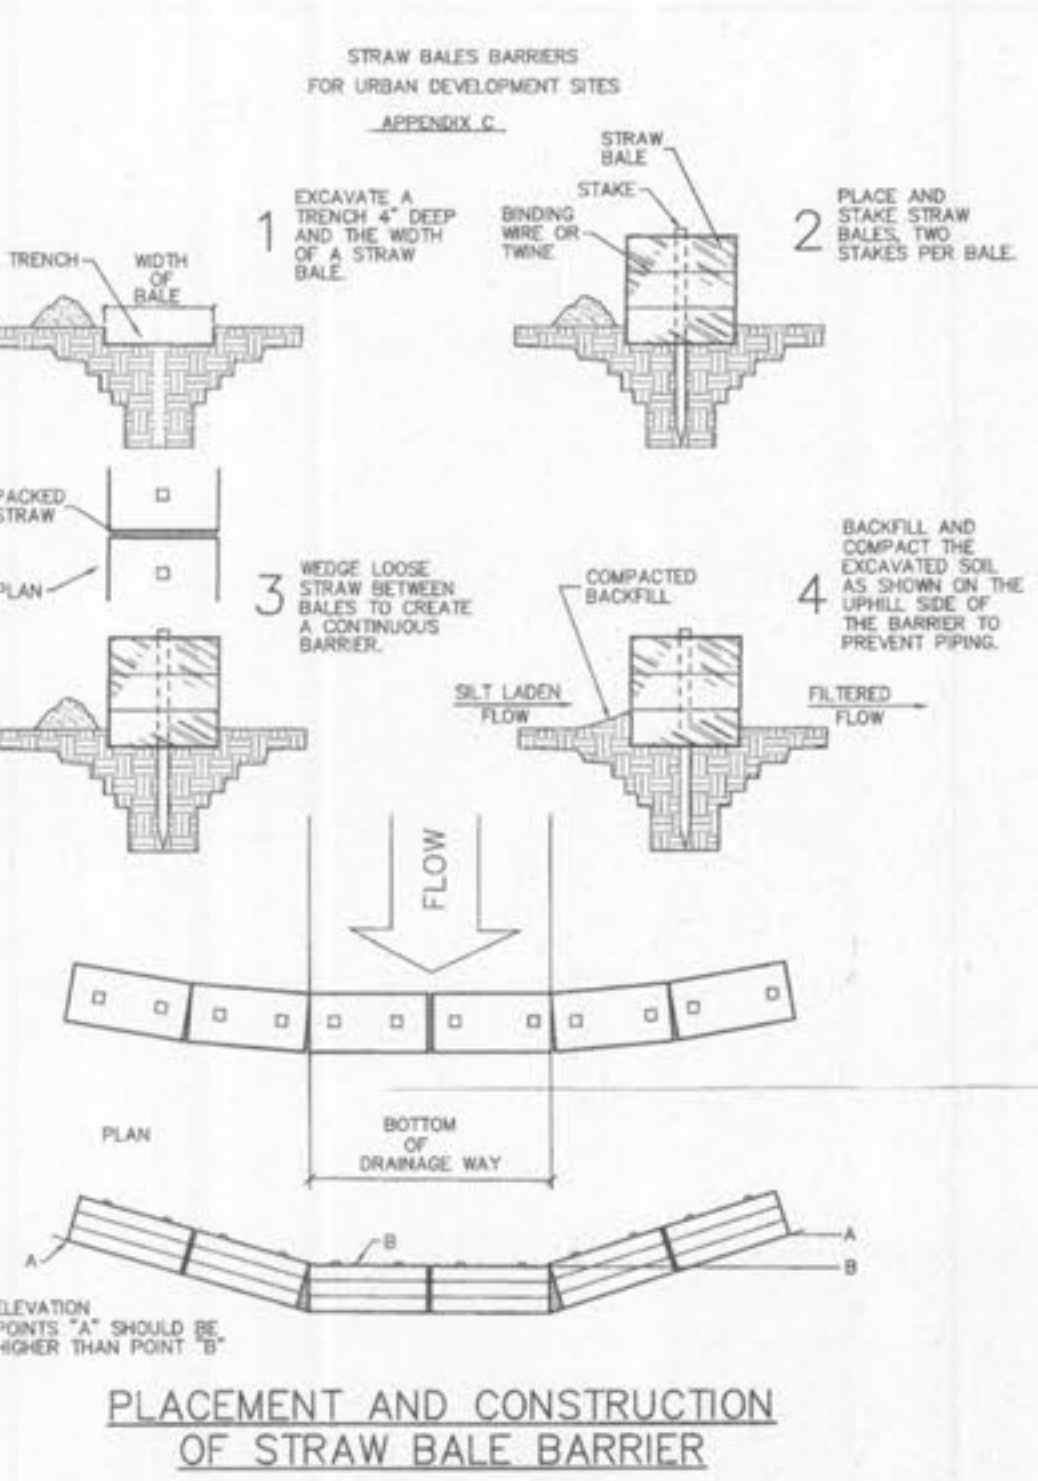 STRAW BALES BARRIERS
FOR URBAN DEVELOPMENT SITES
APPENDIX C
1
EXCAVATE A
TRENCH 4" DEEP
AND THE WIDTH
OF A STRAW
BALE.
TRENCH
WIDTH
OF
BALE
STRAW
BALE
STAKE
BINDING
WIRE OR
TWINE
2
PLACE AND
STAKE STRAW
BALES, TWO
STAKES PER BALE.
PACKED
STRAW
PLAN
3
WEDGE LOOSE
STRAW BETWEEN
BALES TO CREATE
A CONTINUOUS
BARRIER.
COMPACTED
BACKFILL
4
BACKFILL AND
COMPACT THE
EXCAVATED SOIL
AS SHOWN ON THE
UPHILL SIDE OF
THE BARRIER TO
PREVENT PIPING.
SILT LADEN
FLOW
FILTERED
FLOW
FLOW
PLAN
BOTTOM
OF
DRAINAGE WAY
A
B
A
B
ELEVATION
POINTS "A" SHOULD BE
HIGHER THAN POINT "B"
PLACEMENT AND CONSTRUCTION
OF STRAW BALE BARRIER